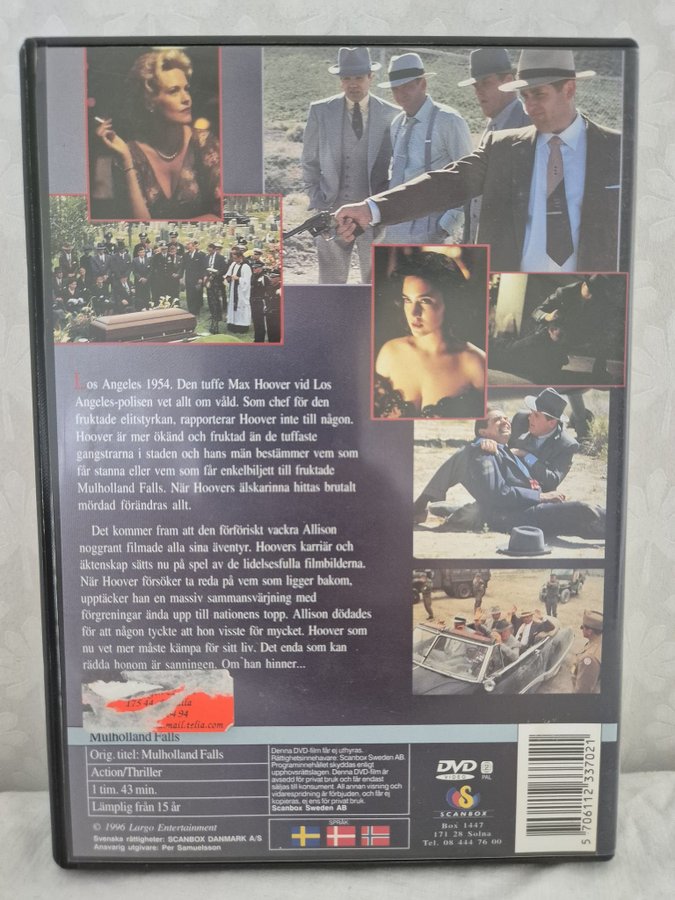 Los Angeles 1954. Den tuffe Max Hoover vid Los
Angeles-polisen vet allt om våld. Som chef för den
fruktade elitstyrkan, rapporterar Hoover inte till någon.
Hoover är mer ökänd och fruktad än de tuffaste
gangstrarna i staden och hans män bestämmer vem som
får stanna eller vem som får enkelbiljett till fruktade
Mulholland Falls. När Hoovers älskarinna hittas brutalt
mördad förändras allt.
Det kommer fram att den förföriskt vackra Allison
noggrant filmade alla sina äventyr. Hoovers karriär och
äktenskap sätts nu på spel av de lidelsesfulla filmbilderna.
När Hoover försöker ta reda på vem som ligger bakom,
upptäcker han en massiv sammansvärjning med
förgreningar ända upp till nationens topp. Allison dödades
för att någon tyckte att hon visste för mycket. Hoover som
nu vet mer måste kämpa för sitt liv. Det enda som kan
rädda honom är sanningen. Om han hinner...
175 44
4 94
.mail.telia.com
Mulholland Falls
Orig. titel: Mulholland Falls
Action/Thriller
1 tim. 43 min.
Lämplig från 15 år
© 1996 Largo Entertainment
Svenska rättigheter: SCANBOX DANMARK A/S
Ansvarig utgivare: Per Samuelsson
Denna DVD-film får ej uthyras.
Rättighetsinnehavare: Scanbox Sweden AB.
Programinnehållet skyddas enligt
upphovsrättslagen. Denna DVD-film är
avsedd för privat bruk och får endast
säljas till konsument. All annan visning och
vidarespridning är förbjuden, och får ej
kopieras, ej ens för privat bruk.
Scanbox Sweden AB
SPRÅK
DVD
VIDEO
2
PAL
SCANBOX
Box 1447
171 28 Solna
Tel. 08 444 76 00
5 706112 337021